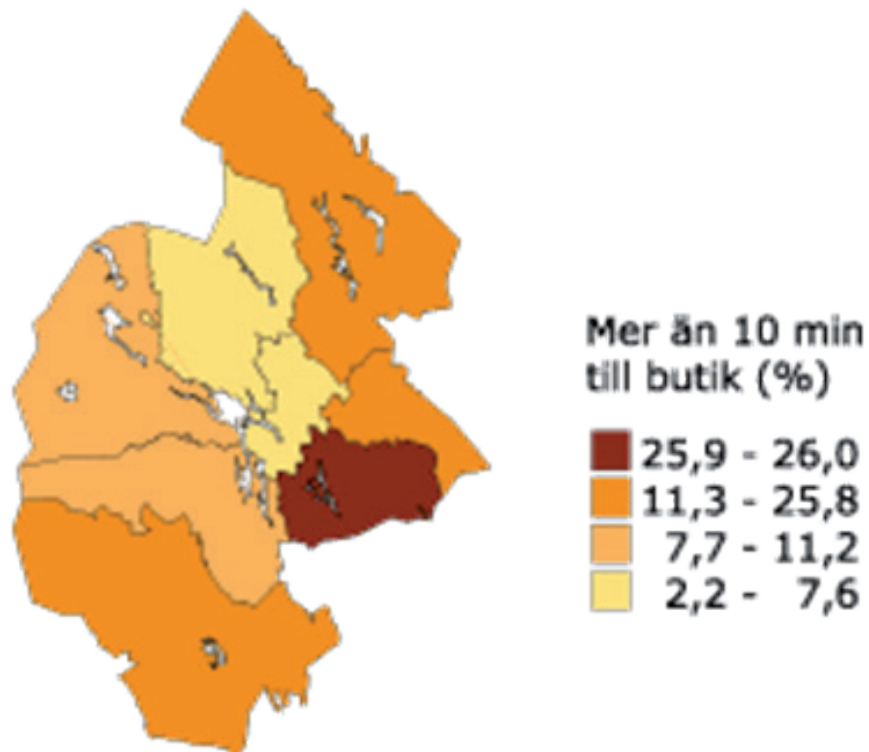 Mer än 10 min
till butik (%)
25,9 - 26,0
11,3 - 25,8
7,7 - 11,2
2,2 - 7,6